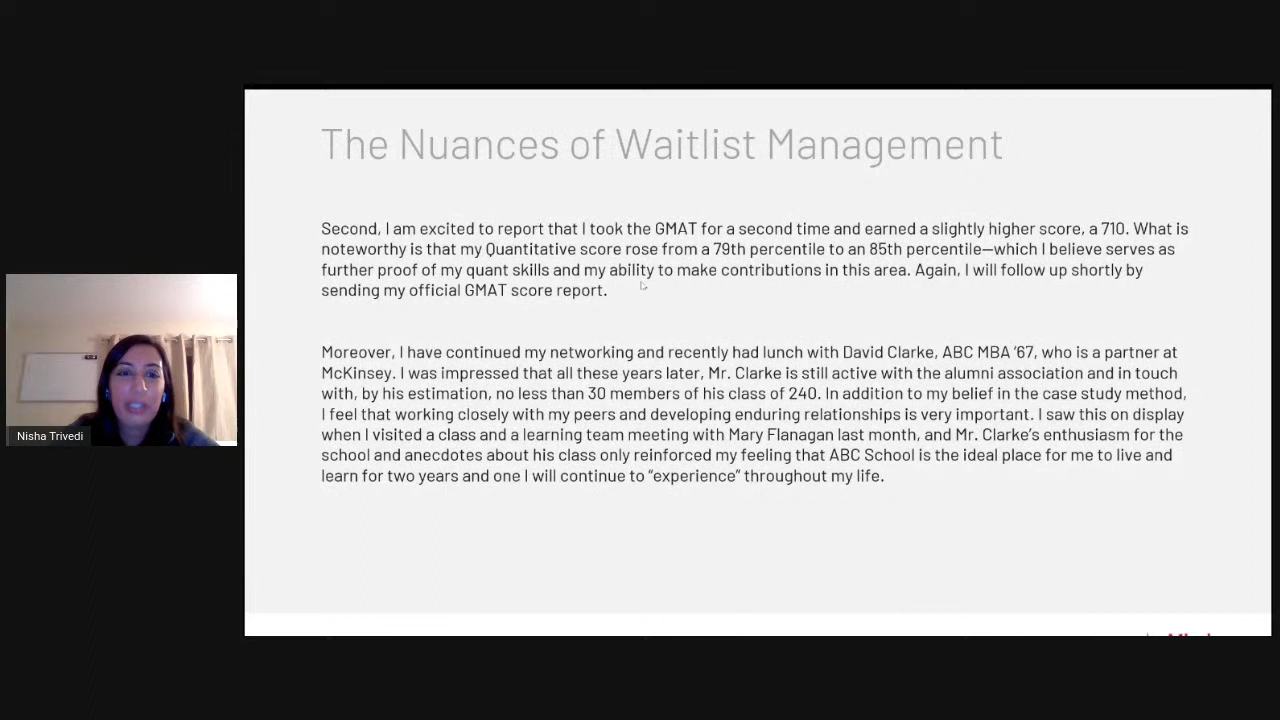 The Nuances of Waitlist Management
Second, I am excited to report that I took the GMAT for a second time and earned a slightly higher score, a 710. What is
noteworthy is that my Quantitative score rose from a 79th percentile to an 85th percentile—which I believe serves as
further proof of my quant skills and my ability to make contributions in this area. Again, I will follow up shortly by
sending my official GMAT score report.
Moreover, I have continued my networking and recently had lunch with David Clarke, ABC MBA ’67, who is a partner at
McKinsey. I was impressed that all these years later, Mr. Clarke is still active with the alumni association and in touch
with, by his estimation, no less than 30 members of his class of 240. In addition to my belief in the case study method,
I feel that working closely with my peers and developing enduring relationships is very important. I saw this on display
when I visited a class and a learning team meeting with Mary Flanagan last month, and Mr. Clarke’s enthusiasm for the
school and anecdotes about his class only reinforced my feeling that ABC School is the ideal place for me to live and
learn for two years and one I will continue to “experience” throughout my life.
Nisha Trivedi